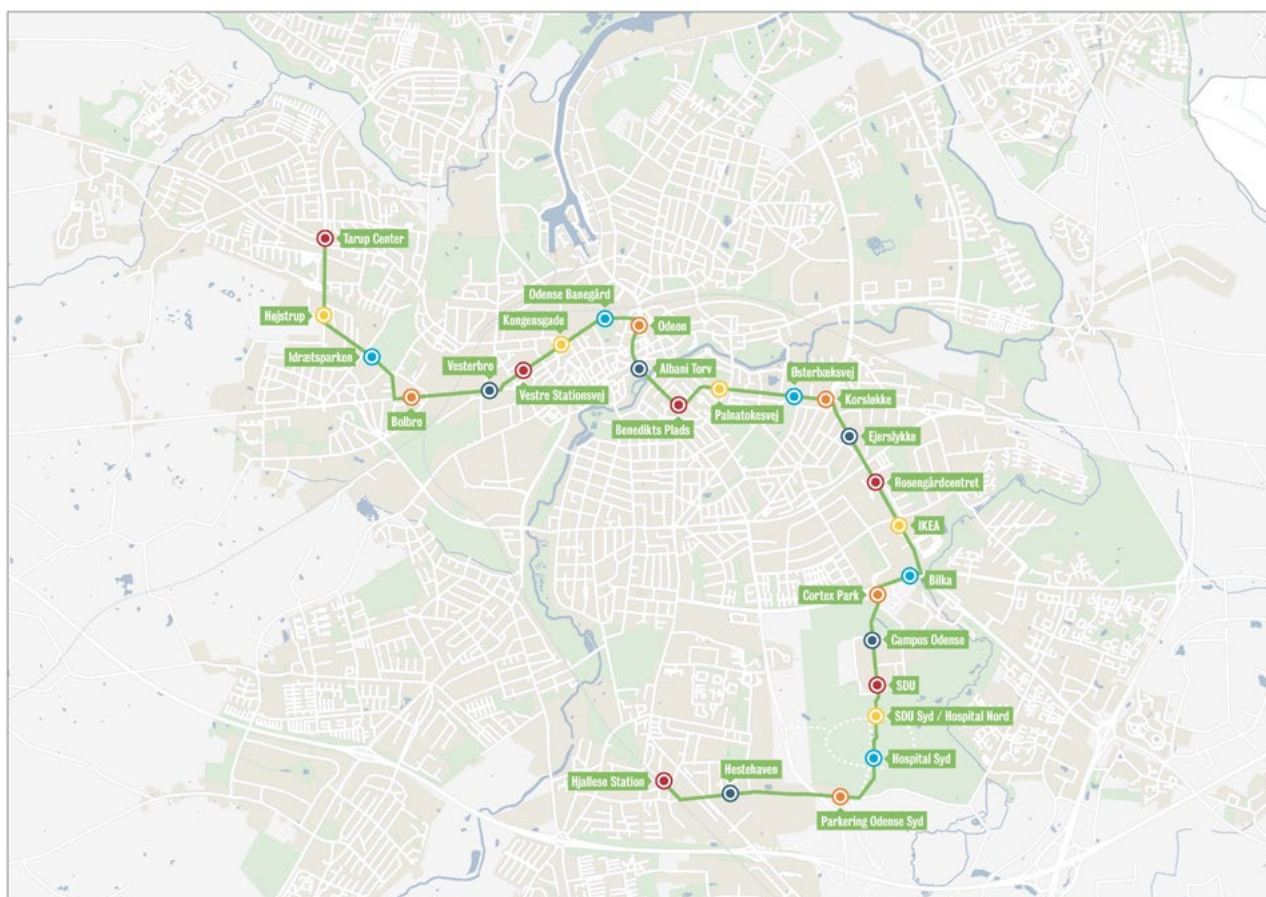 Tarup Center
Højstrup
Idrætsparken
Bolbro
Vesterbro
Vestre Stationsvej
Kongensgade
Odense Banegård
Odeon
Albani Torv
Benedikts Plads
Palnatokesvej
Østerbæksvej
Korsløkke
Ejerslykke
Rosengårdcentret
IKEA
Bilka
Cortex Park
Campus Odense
SDU
SDU Syd / Hospital Nord
Hospital Syd
Parkering Odense Syd
Hestehaven
Hjallese Station